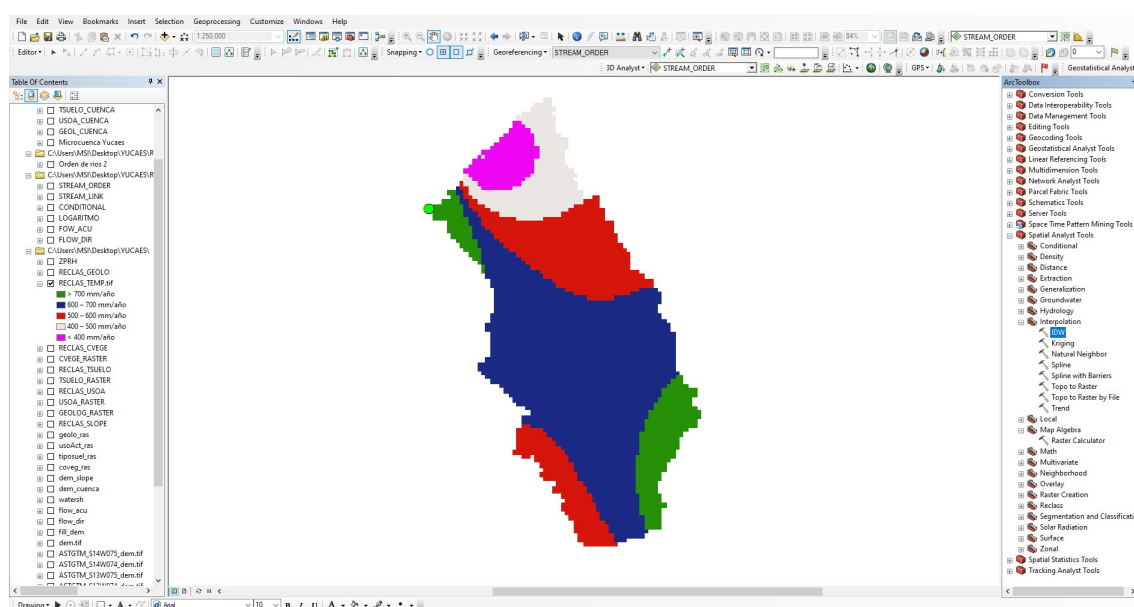 File Edit View Bookmarks Insert Selection Geoprocessing Customize Windows Help
1:250,000
84%
STREAM_ORDER
Editor
Snapping
Georeferencing
STREAM_ORDER
0
3D Analyst
STREAM_ORDER
GPS
Geostatistical Analyst
Table Of Contents
TSUELO_CUENCA
USOA_CUENCA
GEOL_CUENCA
Microcuenca Yucaes
C:\Users\MSI\Desktop\YUCAES\R
Orden de rios 2
C:\Users\MSI\Desktop\YUCAES\R
STREAM_ORDER
STREAM_LINK
CONDITIONAL
LOGARITMO
FOW_ACU
FLOW_DIR
C:\Users\MSI\Desktop\YUCAES\
ZPRH
RECLAS_GEOLO
RECLAS_TEMP.tif
> 700 mm/año
600 – 700 mm/año
500 – 600 mm/año
400 – 500 mm/año
< 400 mm/año
RECLAS_CVEGE
CVEGE_RASTER
RECLAS_TSUELO
TSUELO_RASTER
RECLAS_USOA
USOA_RASTER
GEOLOG_RASTER
RECLAS_SLOPE
geolo_ras
usoAct_ras
tiposuel_ras
coveg_ras
dem_slope
dem_cuenca
watersh
flow_acu
flow_dir
fill_dem
dem.tif
ASTGTM_S14W075_dem.tif
ASTGTM_S14W074_dem.tif
ASTGTM_S13W075_dem.tif
ArcToolbox
Conversion Tools
Data Interoperability Tools
Data Management Tools
Editing Tools
Geocoding Tools
Geostatistical Analyst Tools
Linear Referencing Tools
Multidimension Tools
Network Analyst Tools
Parcel Fabric Tools
Schematics Tools
Server Tools
Space Time Pattern Mining Tools
Spatial Analyst Tools
Conditional
Density
Distance
Extraction
Generalization
Groundwater
Hydrology
Interpolation
IDW
Kriging
Natural Neighbor
Spline
Spline with Barriers
Topo to Raster
Topo to Raster by File
Trend
Local
Map Algebra
Raster Calculator
Math
Multivariate
Neighborhood
Overlay
Raster Creation
Reclass
Segmentation and Classificati
Solar Radiation
Surface
Zonal
Spatial Statistics Tools
Tracking Analyst Tools
Drawing
A
Arial
10
B I U A